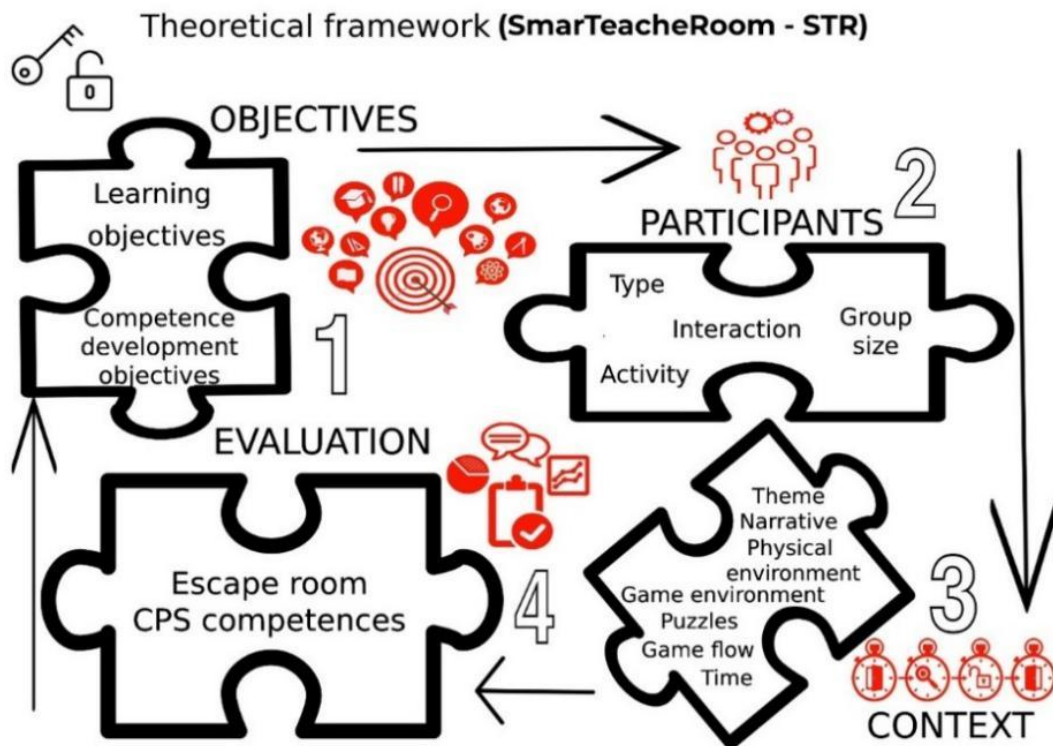 Theoretical framework (SmarTeacheRoom - STR)
0
OBJECTIVES
Learning
objectives
Competence
development
objectives
1
2
PARTICIPANTS
Type
Interaction
Group
size
Activity
Theme
Narrative
Physical
environment
Game environment
Puzzles
Game flow
Time
3
CONTEXT
EVALUATION
Escape room
CPS competences
4